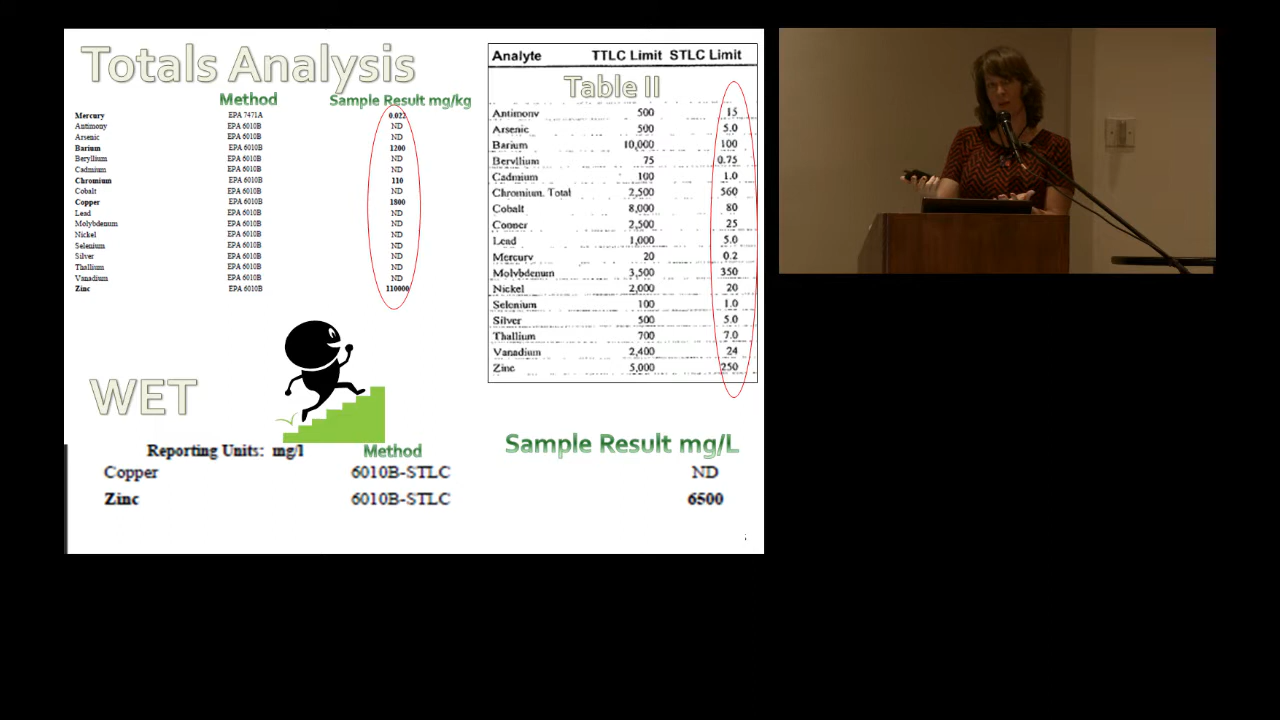 Totals Analysis
Method Sample Result mg/kg
Mercury EPA 7471A 0.022
Antimony EPA 6010B ND
Arsenic EPA 6010B ND
Barium EPA 6010B 1200
Beryllium EPA 6010B ND
Cadmium EPA 6010B ND
Chromium EPA 6010B 110
Cobalt EPA 6010B ND
Copper EPA 6010B 1800
Lead EPA 6010B ND
Molybdenum EPA 6010B ND
Nickel EPA 6010B ND
Selenium EPA 6010B ND
Silver EPA 6010B ND
Thallium EPA 6010B ND
Vanadium EPA 6010B ND
Zinc EPA 6010B 110000
Analyte TTLC Limit STLC Limit
Table II
Antimony 500 15
Arsenic 500 5.0
Barium 10,000 100
Beryllium 75 0.75
Cadmium 100 1.0
Chromium. Total 2,500 560
Cobalt 8,000 80
Copper 2,500 25
Lead 1,000 5.0
Mercury 20 0.2
Molybdenum 3,500 350
Nickel 2,000 20
Selenium 100 1.0
Silver 500 5.0
Thallium 700 7.0
Vanadium 2,400 24
Zinc 5,000 250
WET
Reporting Units: mg/l Method Sample Result mg/L
Copper 6010B-STLC ND
Zinc 6010B-STLC 6500